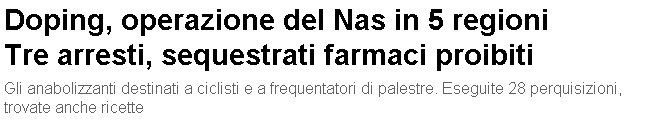 Doping, operazione del Nas in 5 regioni
Tre arresti, sequestrati farmaci proibiti
Gli anabolizzanti destinati a ciclisti e a frequentatori di palestre. Eseguite 28 perquisizioni,
trovate anche ricette